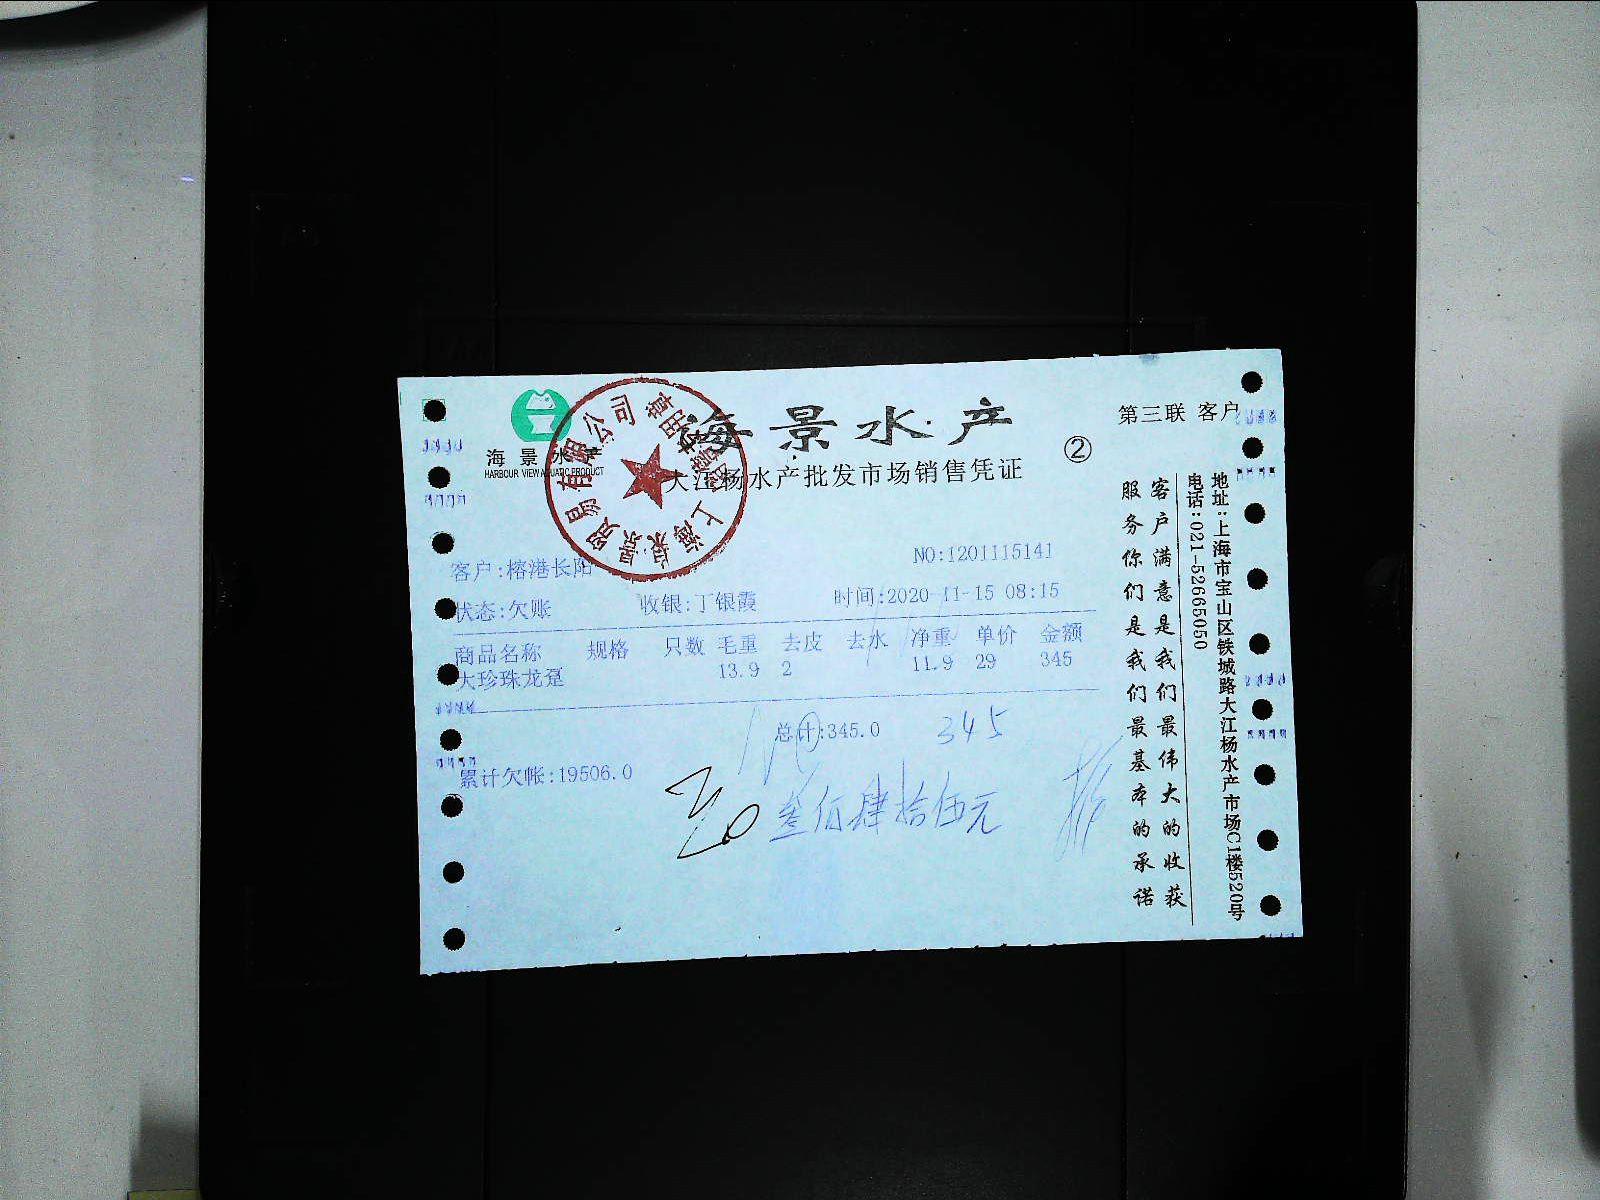 海景水产
第三联 客户
海景水产
HARBOUR VIEW AQUATIC PRODUCT
大江杨水产批发市场销售凭证
②
NO:1201115141
客户:榕港长阳
状态:欠账 收银:丁银霞 时间:2020-11-15 08:15
商品名称 规格 只数 毛重 去皮 去水 净重 单价 金额
大珍珠龙趸 13.9 2 11.9 29 345
总计:345.0 345
累计欠帐:19506.0
叁佰肆拾伍元
客户满意是我们最伟大的收获
服务你们是我们最基本的承诺
地址:上海市宝山区铁城路大江杨水产市场C1楼520号
电话:021-52665050